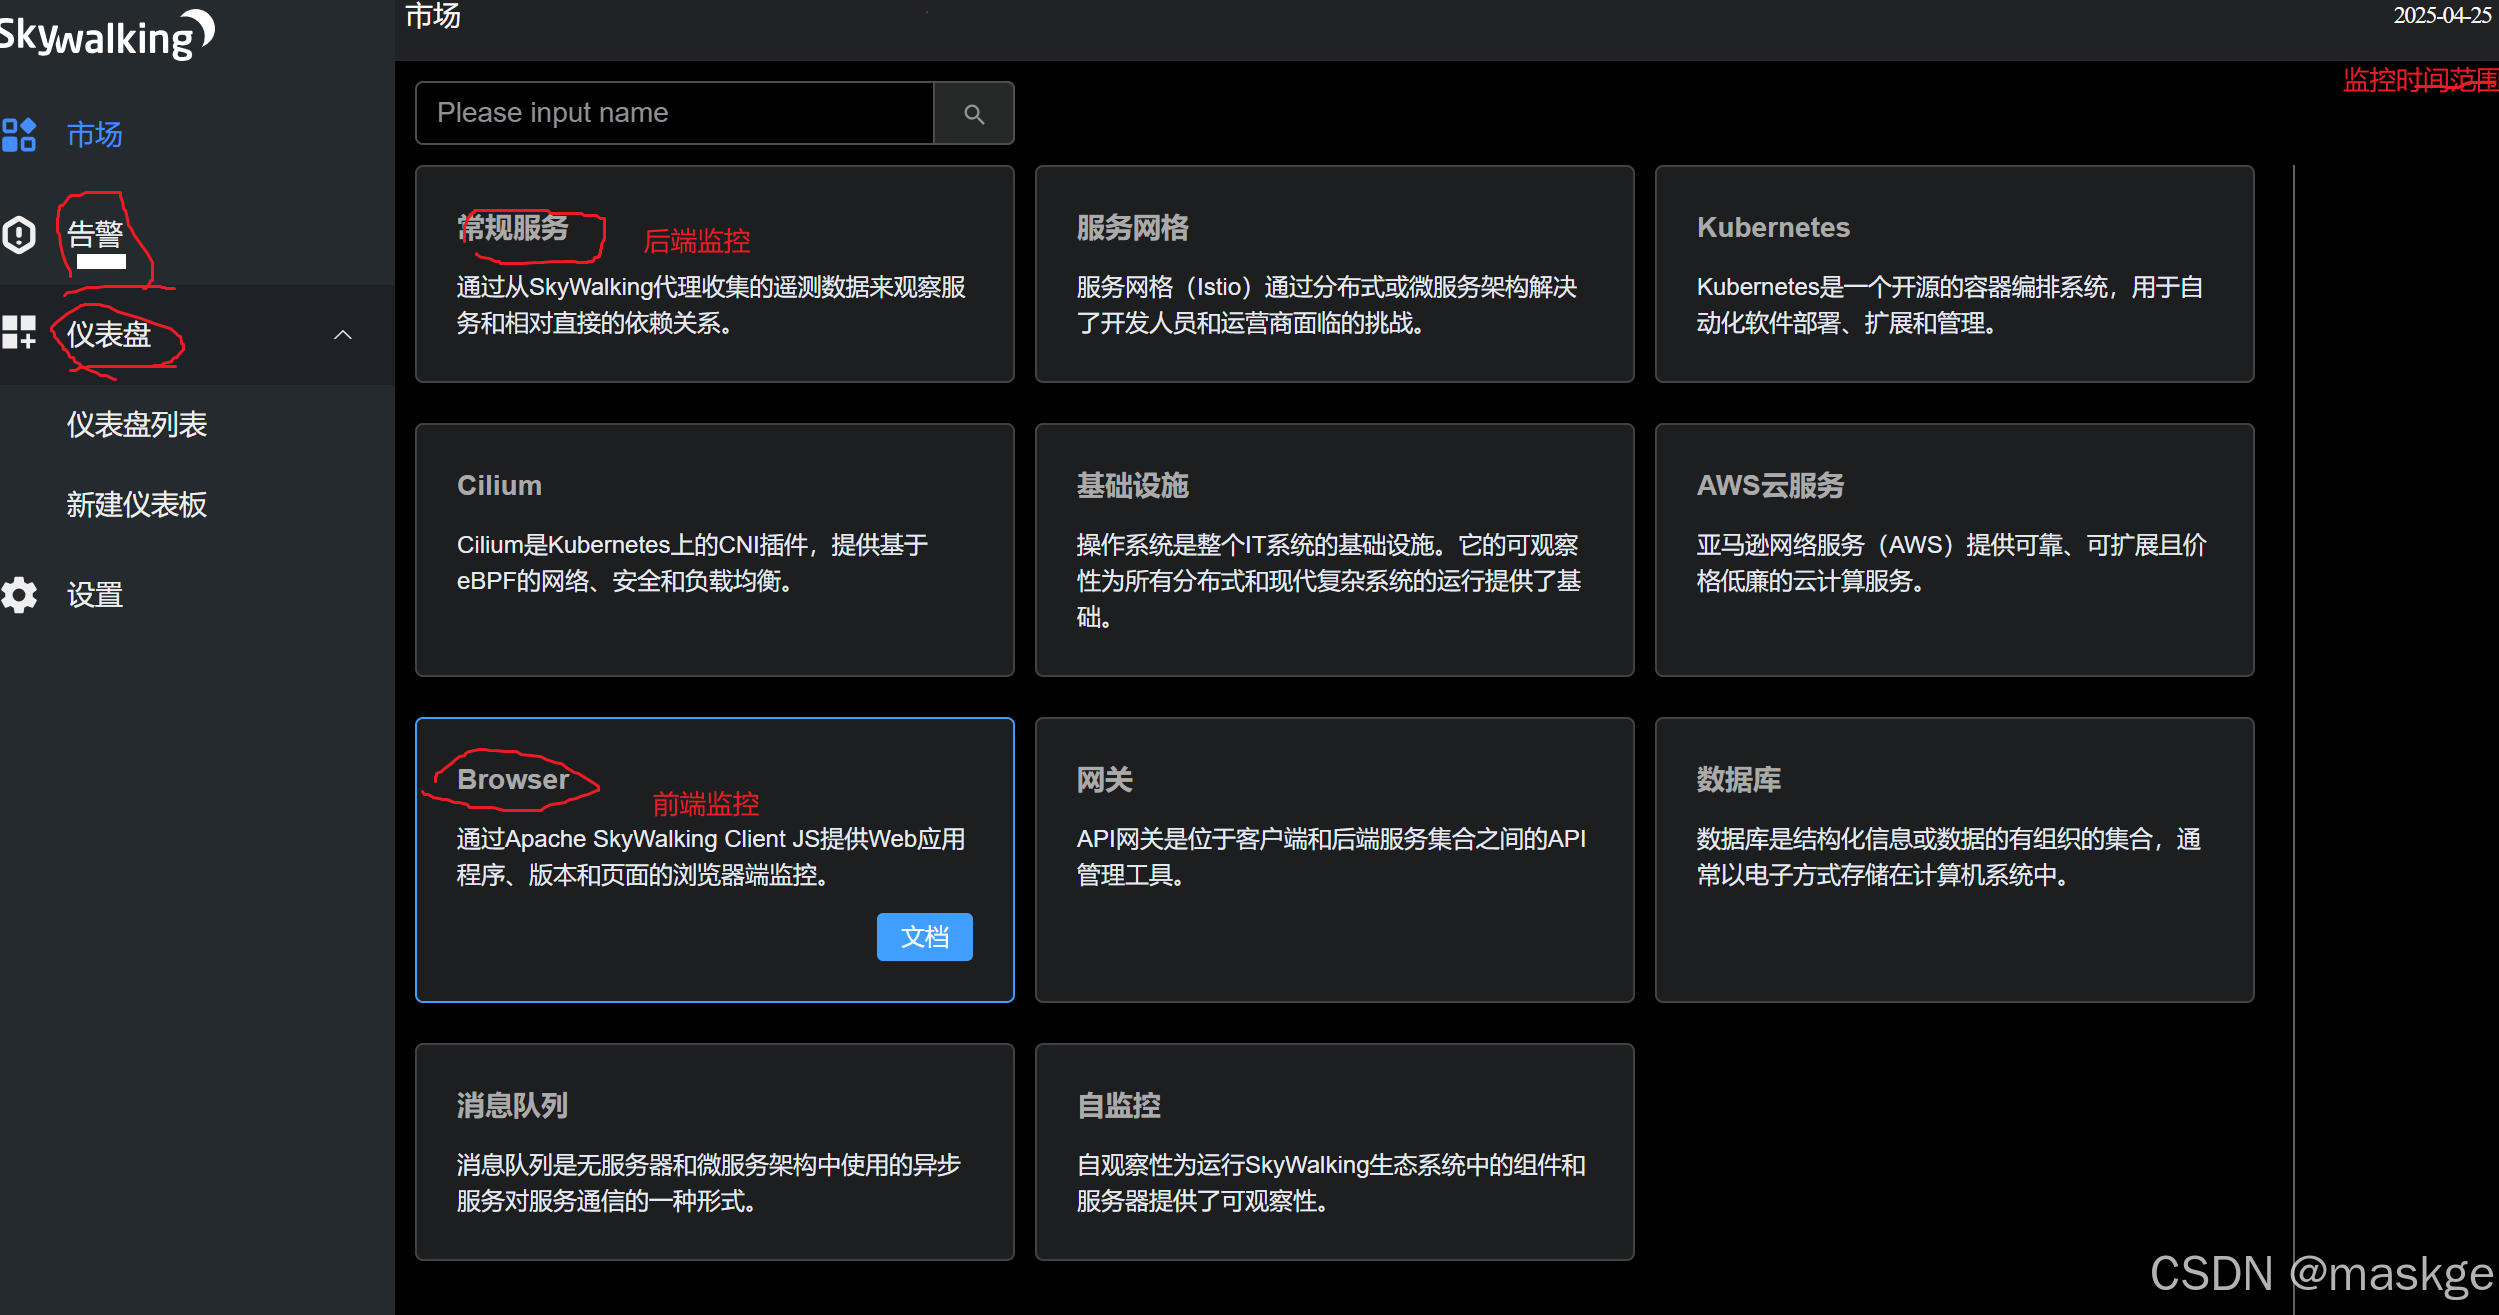 Skywalking
市场
告警
仪表盘
仪表盘列表
新建仪表板
设置
市场
2025-04-25
监控时间范围
Please input name
常规服务
后端监控
通过从SkyWalking代理收集的遥测数据来观察服
务和相对直接的依赖关系。
服务网格
服务网格（Istio）通过分布式或微服务架构解决
了开发人员和运营商面临的挑战。
Kubernetes
Kubernetes是一个开源的容器编排系统，用于自
动化软件部署、扩展和管理。
Cilium
Cilium是Kubernetes上的CNI插件，提供基于
eBPF的网络、安全和负载均衡。
基础设施
操作系统是整个IT系统的基础设施。它的可观察
性为所有分布式和现代复杂系统的运行提供了基
础。
AWS云服务
亚马逊网络服务（AWS）提供可靠、可扩展且价
格低廉的云计算服务。
Browser
前端监控
通过Apache SkyWalking Client JS提供Web应用
程序、版本和页面的浏览器端监控。
文档
网关
API网关是位于客户端和后端服务集合之间的API
管理工具。
数据库
数据库是结构化信息或数据的有组织的集合，通
常以电子方式存储在计算机系统中。
消息队列
消息队列是无服务器和微服务架构中使用的异步
服务对服务通信的一种形式。
自监控
自观察性为运行SkyWalking生态系统中的组件和
服务器提供了可观察性。
CSDN @maskge